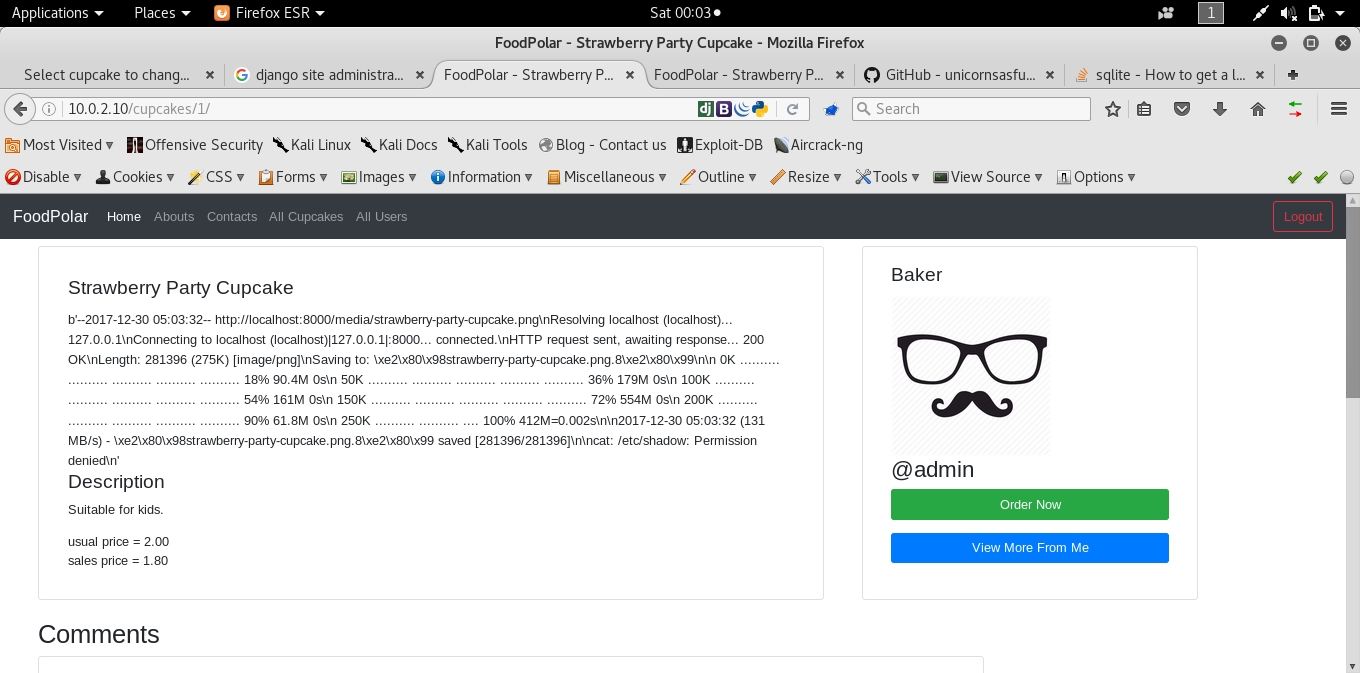 Applications Places Firefox ESR Sat 00:03 1
FoodPolar - Strawberry Party Cupcake - Mozilla Firefox
Select cupcake to chang... django site administra... FoodPolar - Strawberry P... FoodPolar - Strawberry P... GitHub - unicornsasfu... sqlite - How to get a l...
10.0.2.10/cupcakes/1/ dj B Search
Most Visited Offensive Security Kali Linux Kali Docs Kali Tools Blog - Contact us Exploit-DB Aircrack-ng
Disable Cookies CSS Forms Images Information Miscellaneous Outline Resize Tools View Source Options
FoodPolar Home Abouts Contacts All Cupcakes All Users Logout
Strawberry Party Cupcake
b'--2017-12-30 05:03:32-- http://localhost:8000/media/strawberry-party-cupcake.png\nResolving localhost (localhost)...
127.0.0.1\nConnecting to localhost (localhost)|127.0.0.1|:8000... connected.\nHTTP request sent, awaiting response... 200
OK\nLength: 281396 (275K) [image/png]\nSaving to: \xe2\x80\x98strawberry-party-cupcake.png.8\xe2\x80\x99\n\n 0K ..........
.......... .......... .......... .......... 18% 90.4M 0s\n 50K .......... .......... .......... .......... .......... 36% 179M 0s\n 100K ..........
.......... .......... .......... .......... 54% 161M 0s\n 150K .......... .......... .......... .......... .......... 72% 554M 0s\n 200K ..........
.......... .......... .......... .......... 90% 61.8M 0s\n 250K .......... .......... .... 100% 412M=0.002s\n\n2017-12-30 05:03:32 (131
MB/s) - \xe2\x80\x98strawberry-party-cupcake.png.8\xe2\x80\x99 saved [281396/281396]\n\ncat: /etc/shadow: Permission
denied\n'
Description
Suitable for kids.
usual price = 2.00
sales price = 1.80
Baker
@admin
Order Now
View More From Me
Comments